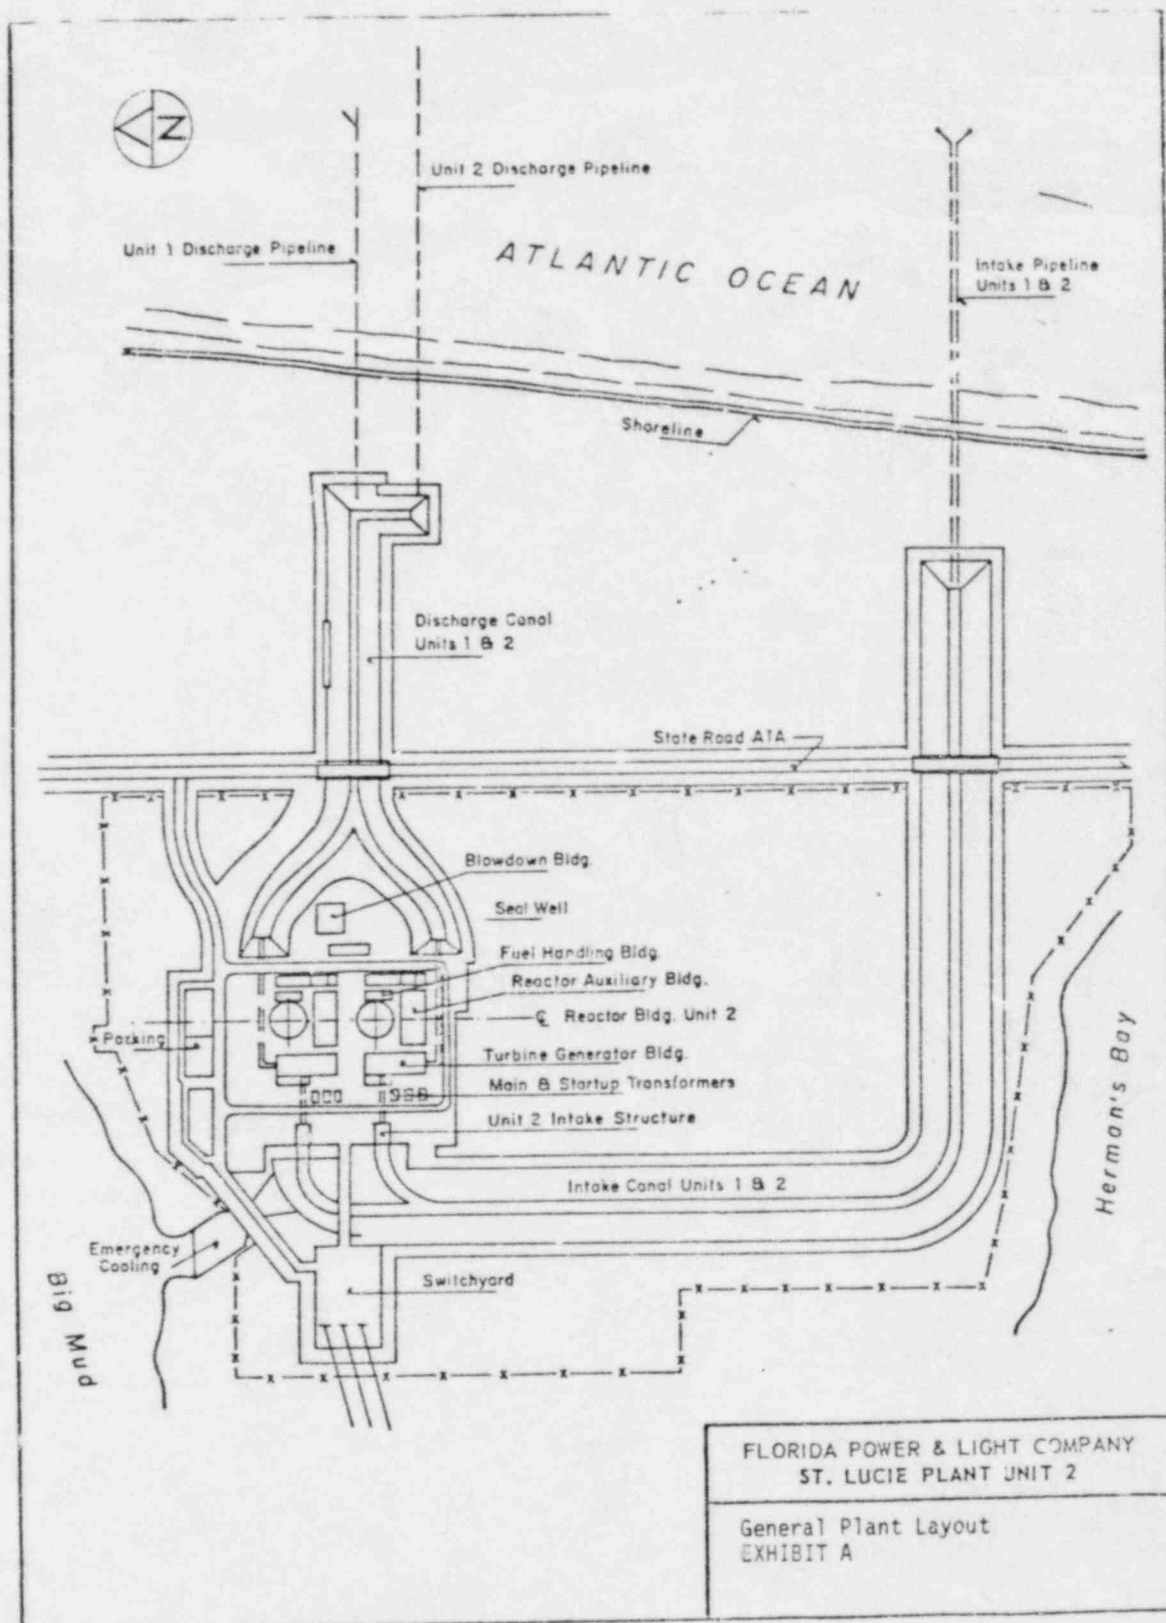 N
Unit 2 Discharge Pipeline
Unit 1 Discharge Pipeline
ATLANTIC OCEAN
Intake Pipeline
Units 1 & 2
Shoreline
Discharge Canal
Units 1 & 2
State Road A1A
Blowdown Bldg.
Seal Well
Fuel Handling Bldg.
Reactor Auxiliary Bldg.
℄ Reactor Bldg. Unit 2
Parking
Turbine Generator Bldg.
Main & Startup Transformers
Unit 2 Intake Structure
Intake Canal Units 1 & 2
Herman's Bay
Emergency
Cooling
Switchyard
Big Mud
FLORIDA POWER & LIGHT COMPANY
ST. LUCIE PLANT UNIT 2
General Plant Layout
EXHIBIT A